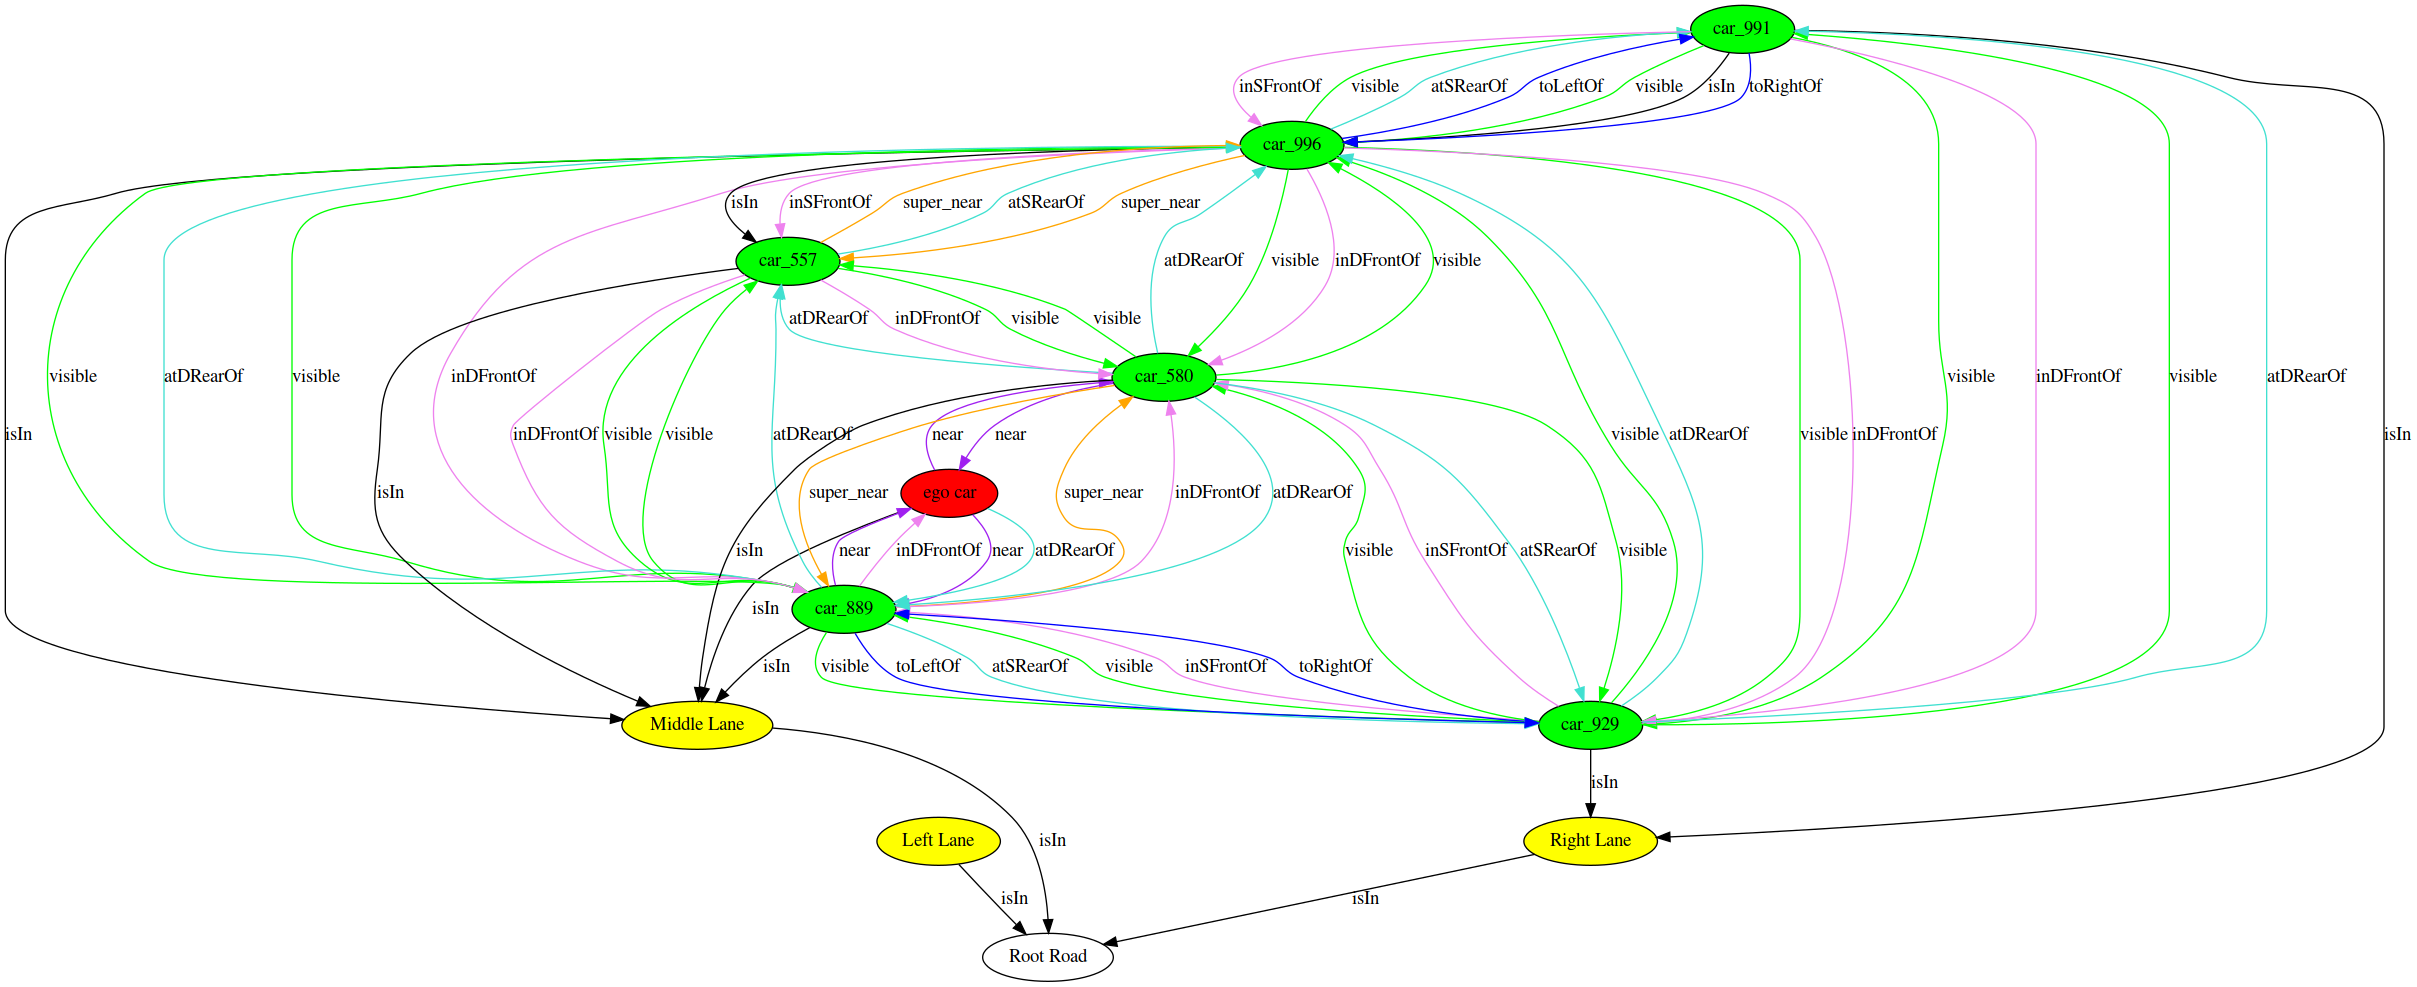 car_991
inSFrontOf visible atSRearOf toLeftOf visible isIn toRightOf
car_996
isIn inSFrontOf super_near atSRearOf super_near
car_557 atDRearOf visible inDFrontOf visible
atDRearOf inDFrontOf visible visible
visible atDRearOf visible inDFrontOf car_580 visible inDFrontOf visible atDRearOf
isIn inDFrontOf visible visible atDRearOf near near visible atDRearOf visible inDFrontOf isIn
isIn super_near ego car super_near inDFrontOf atDRearOf
isIn near inDFrontOf near atDRearOf visible inSFrontOf atSRearOf visible
isIn car_889
isIn visible toLeftOf atSRearOf visible inSFrontOf toRightOf
Middle Lane car_929
isIn
Left Lane isIn Right Lane
isIn isIn
Root Road